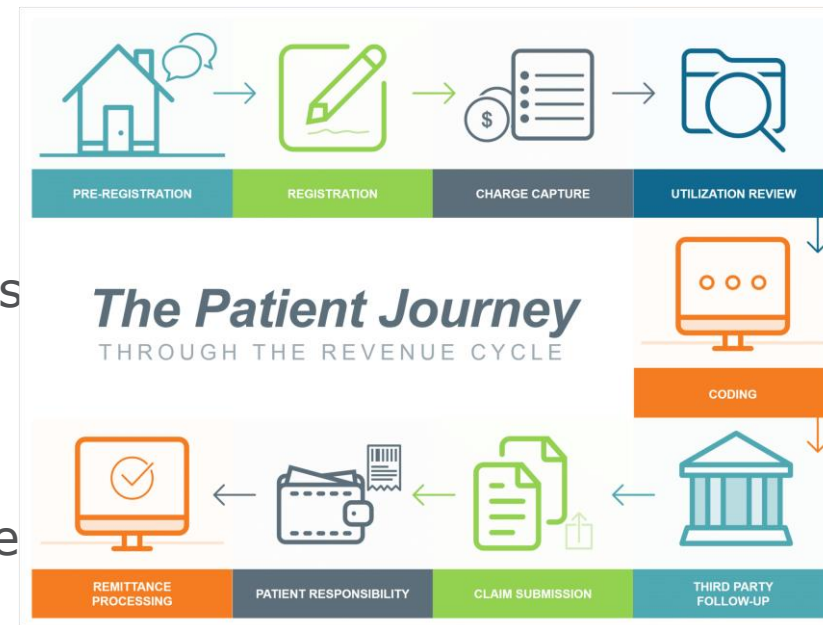 PRE-REGISTRATION
REGISTRATION
$
CHARGE CAPTURE
UTILIZATION REVIEW
s
The Patient Journey
THROUGH THE REVENUE CYCLE
CODING
e
REMITTANCE
PROCESSING
PATIENT RESPONSIBILITY
CLAIM SUBMISSION
THIRD PARTY
FOLLOW-UP